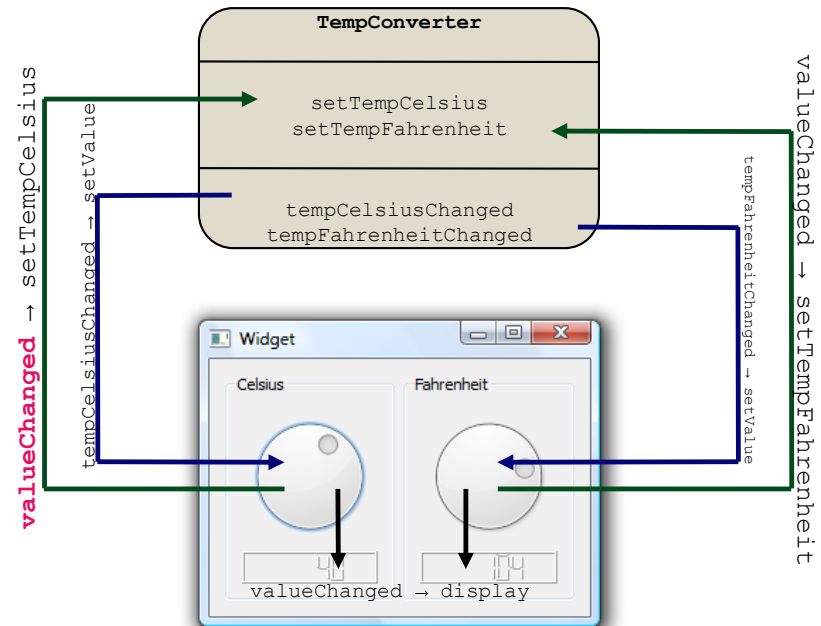 TempConverter
setTempCelsius
setTempFahrenheit
tempCelsiusChanged
tempFahrenheitChanged
valueChanged → setTempCelsius
tempCelsiusChanged → setValue
tempFahrenheitChanged → setValue
valueChanged → setTempFahrenheit
Widget
Celsius
Fahrenheit
40
104
valueChanged → display